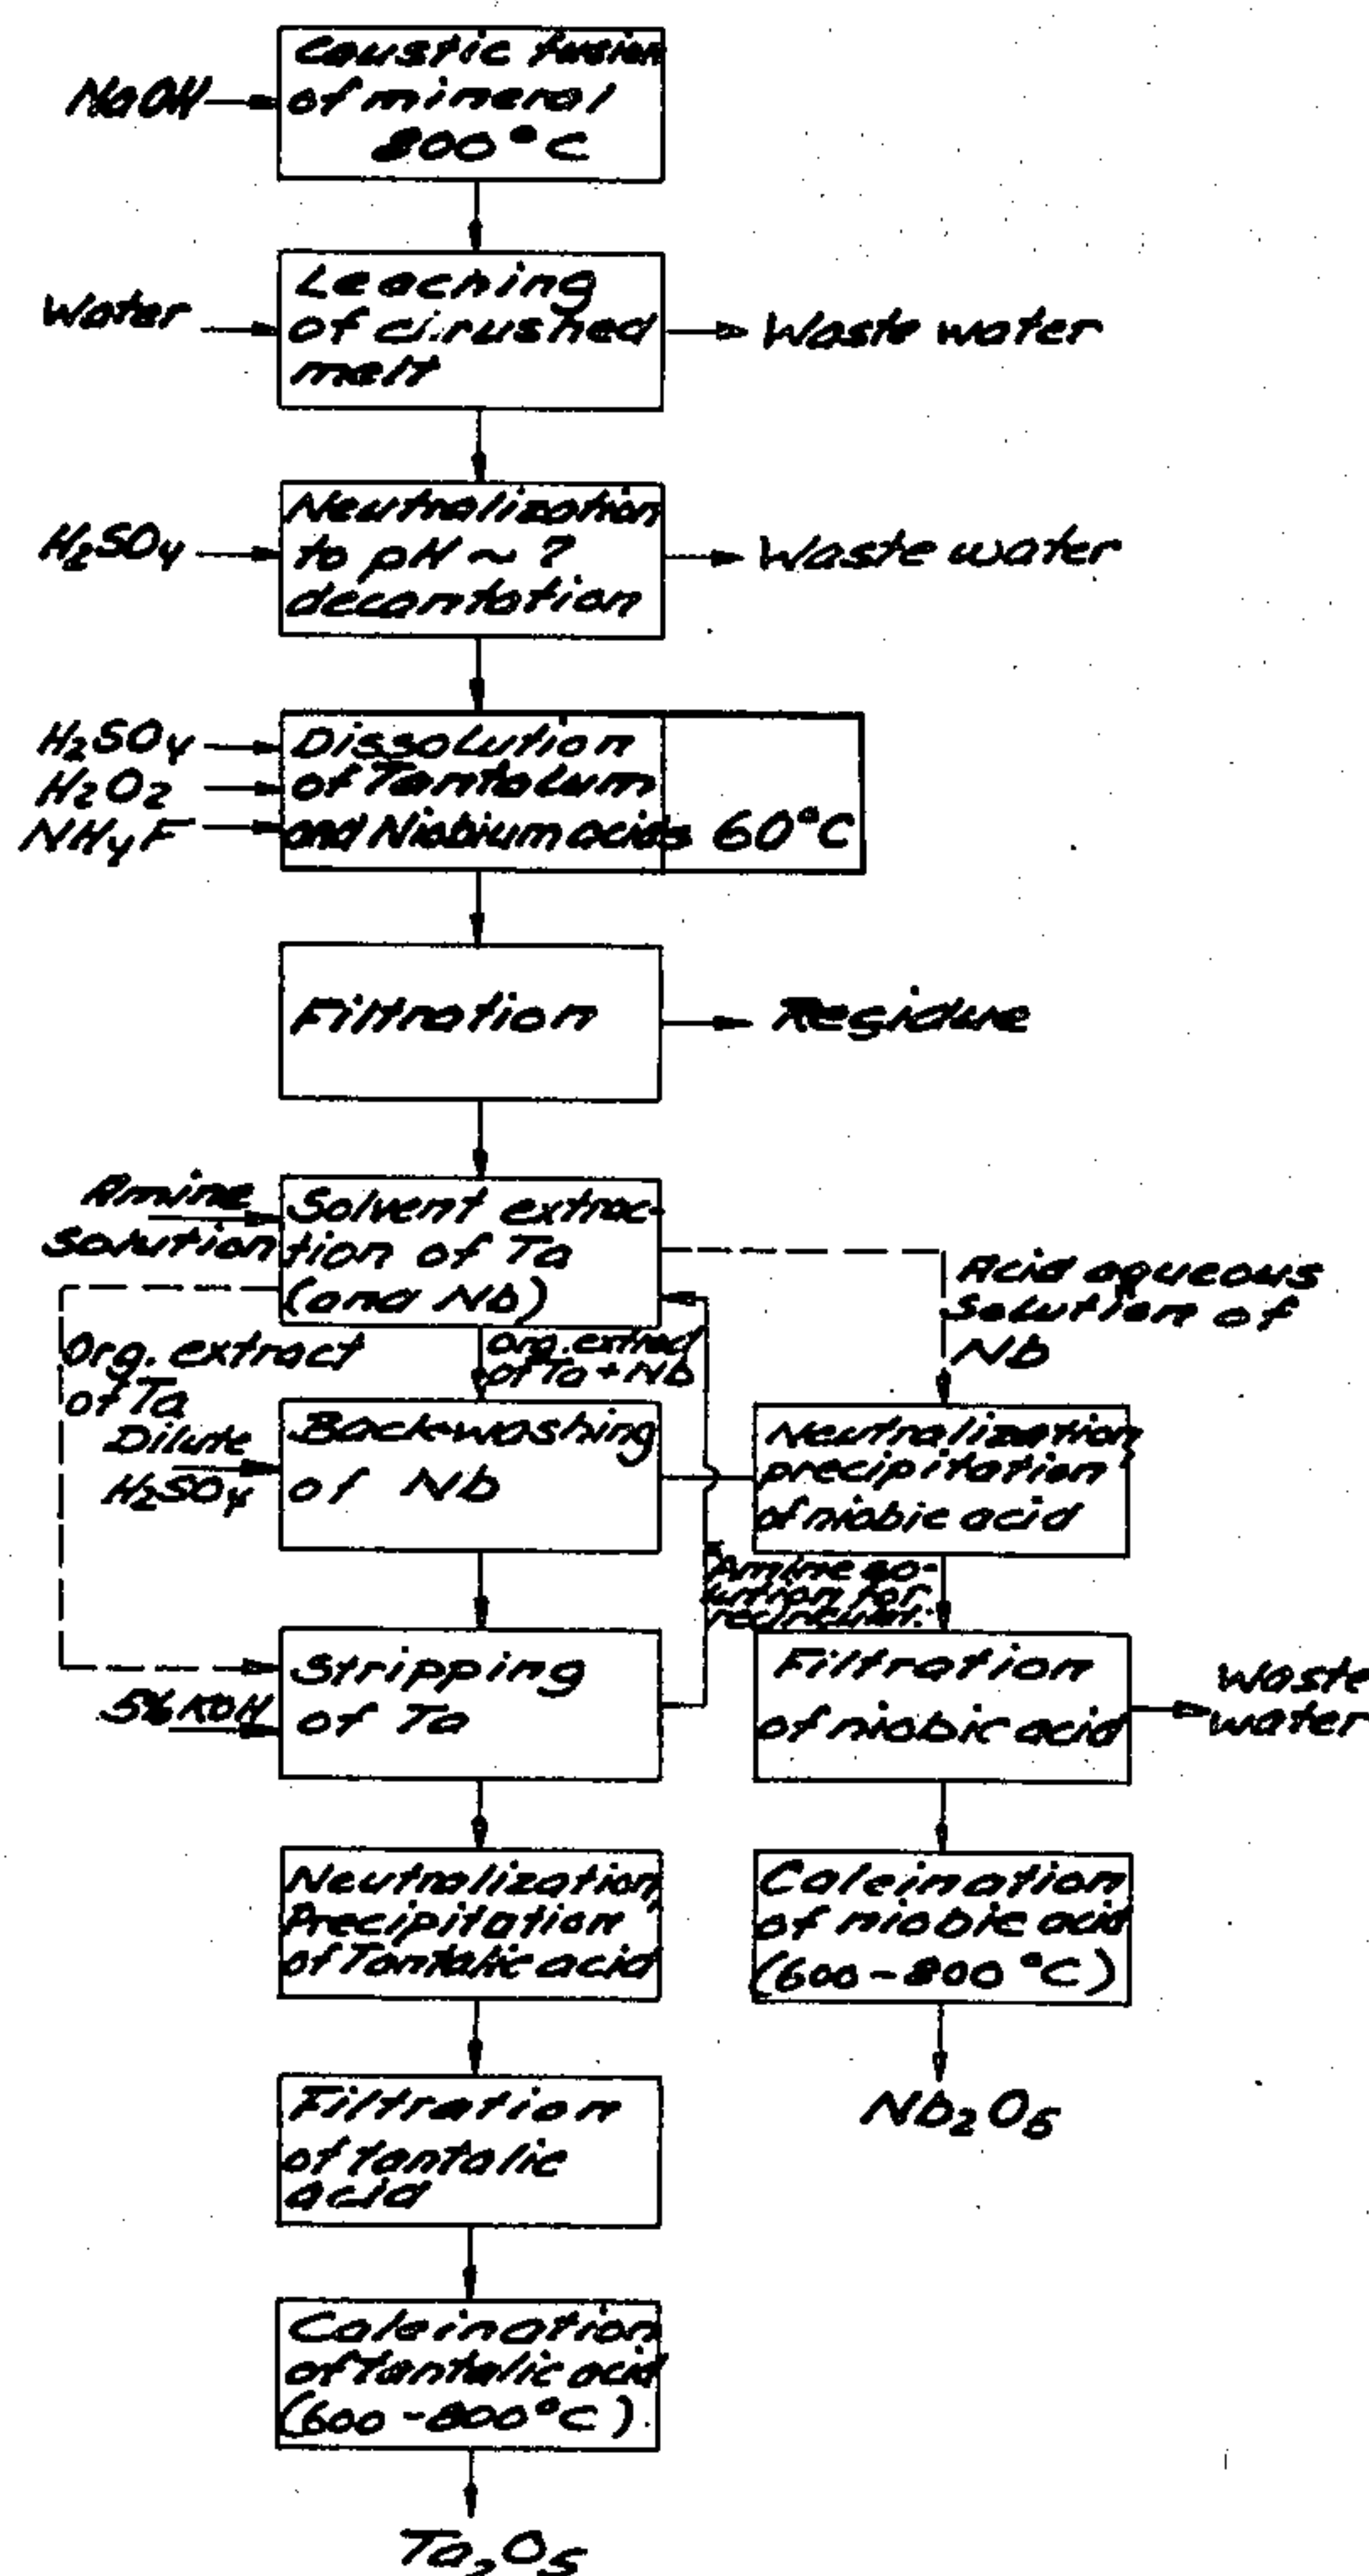 Caustic fusion
of mineral
800°C
NaOH
Leaching
of ci.rushed
melt
Water
Waste water
Neutralization
to pH ~ 7
decantation
H₂SO₄
Waste water
Dissolution
of Tantalum
and Niobium acids 60°C
H₂SO₄
H₂O₂
NH₄F
Filtration
Residue
Amine
solution
Solvent extrac-
tion of Ta
(and Nb)
Acid aqueous
solution of
Nb
Org. extract
of Ta
Org. extract
of Ta + Nb
Dilute
H₂SO₄
Back-washing
of Nb
Neutralization,
precipitation
of niobic acid
Amine so-
lution for
recirculat.
Stripping
of Ta
5% KOH
Filtration
of niobic acid
Waste
water
Neutralization,
Precipitation
of Tantalic acid
Calcination
of niobic acid
(600-800°C)
Nb₂O₅
Filtration
of tantalic
acid
Calcination
of tantalic acid
(600-800°C).
Ta₂O₅